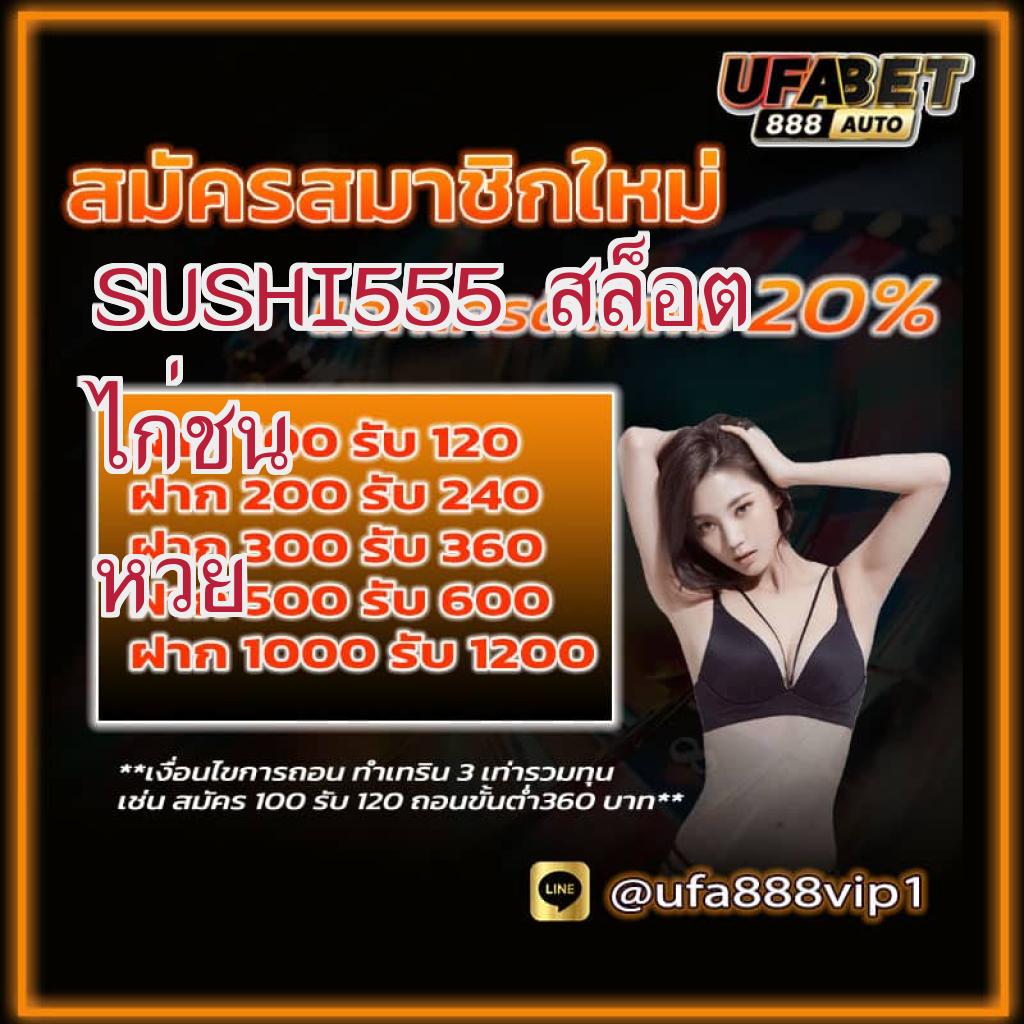 UFABET
888 AUTO
สมัครสมาชิกใหม่
SUSHI555 สล็อต
20%
ไก่ชน
00 รับ 120
ฝาก 200 รับ 240
ฝาก 300 รับ 360
หวย
500 รับ 600
ฝาก 1000 รับ 1200
**เงื่อนไขการถอน ทำเทริน 3 เท่ารวมทุน
เช่น สมัคร 100 รับ 120 ถอนขั้นต่ำ360 บาท**
LINE @ufa888vip1